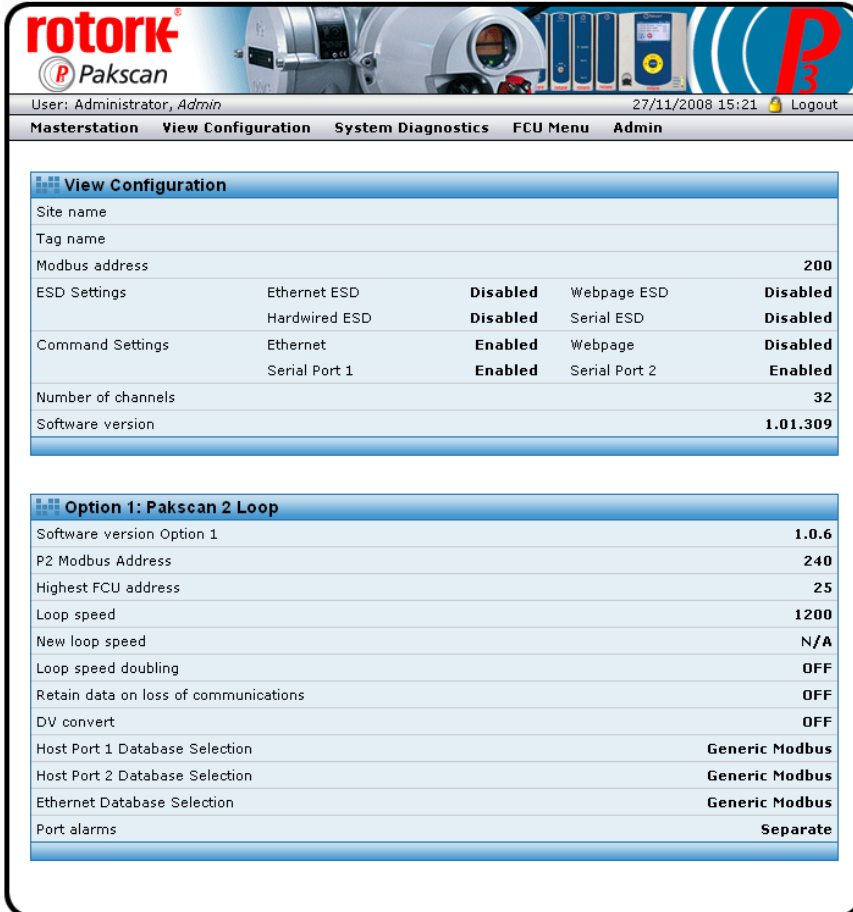 rotork®
P Pakscan
P3
User: Administrator, Admin 27/11/2008 15:21 Logout
Masterstation View Configuration System Diagnostics FCU Menu Admin
View Configuration
Site name
Tag name
Modbus address 200
ESD Settings Ethernet ESD Disabled Webpage ESD Disabled
Hardwired ESD Disabled Serial ESD Disabled
Command Settings Ethernet Enabled Webpage Disabled
Serial Port 1 Enabled Serial Port 2 Enabled
Number of channels 32
Software version 1.01.309
Option 1: Pakscan 2 Loop
Software version Option 1 1.0.6
P2 Modbus Address 240
Highest FCU address 25
Loop speed 1200
New loop speed N/A
Loop speed doubling OFF
Retain data on loss of communications OFF
DV convert OFF
Host Port 1 Database Selection Generic Modbus
Host Port 2 Database Selection Generic Modbus
Ethernet Database Selection Generic Modbus
Port alarms Separate